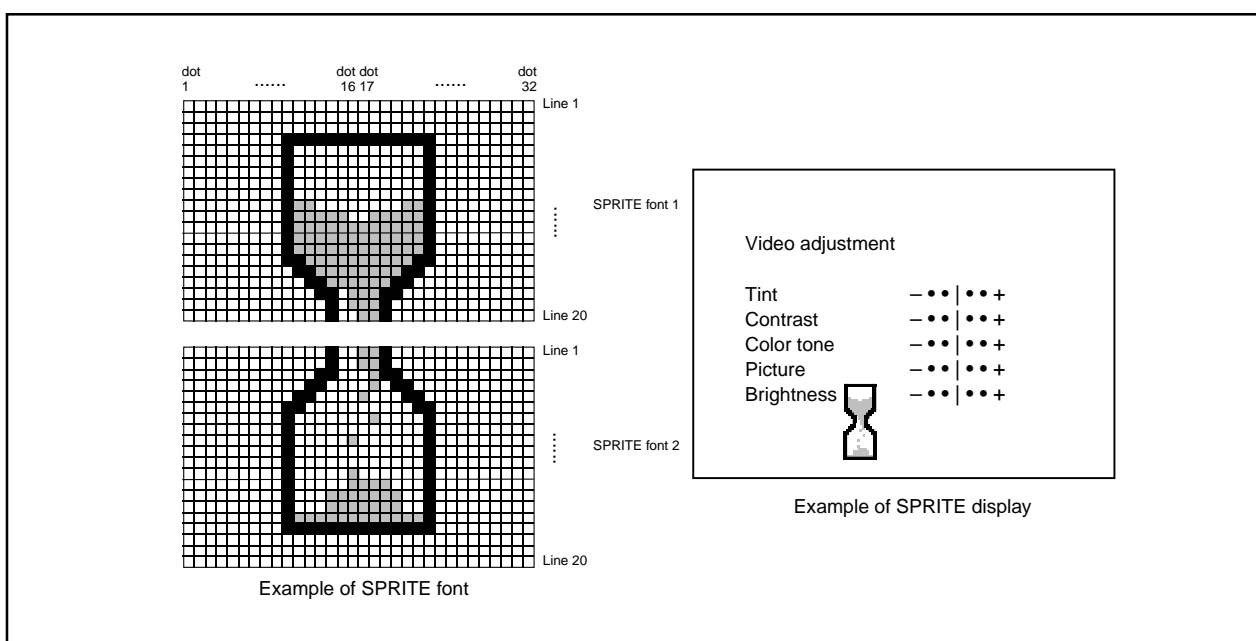 dot dot dot dot
1 ······ 16 17 ······ 32
Line 1
SPRITE font 1
Line 20
Line 1
SPRITE font 2
Line 20
Example of SPRITE font
Video adjustment
Tint –••|••+
Contrast –••|••+
Color tone –••|••+
Picture –••|••+
Brightness –••|••+
Example of SPRITE display